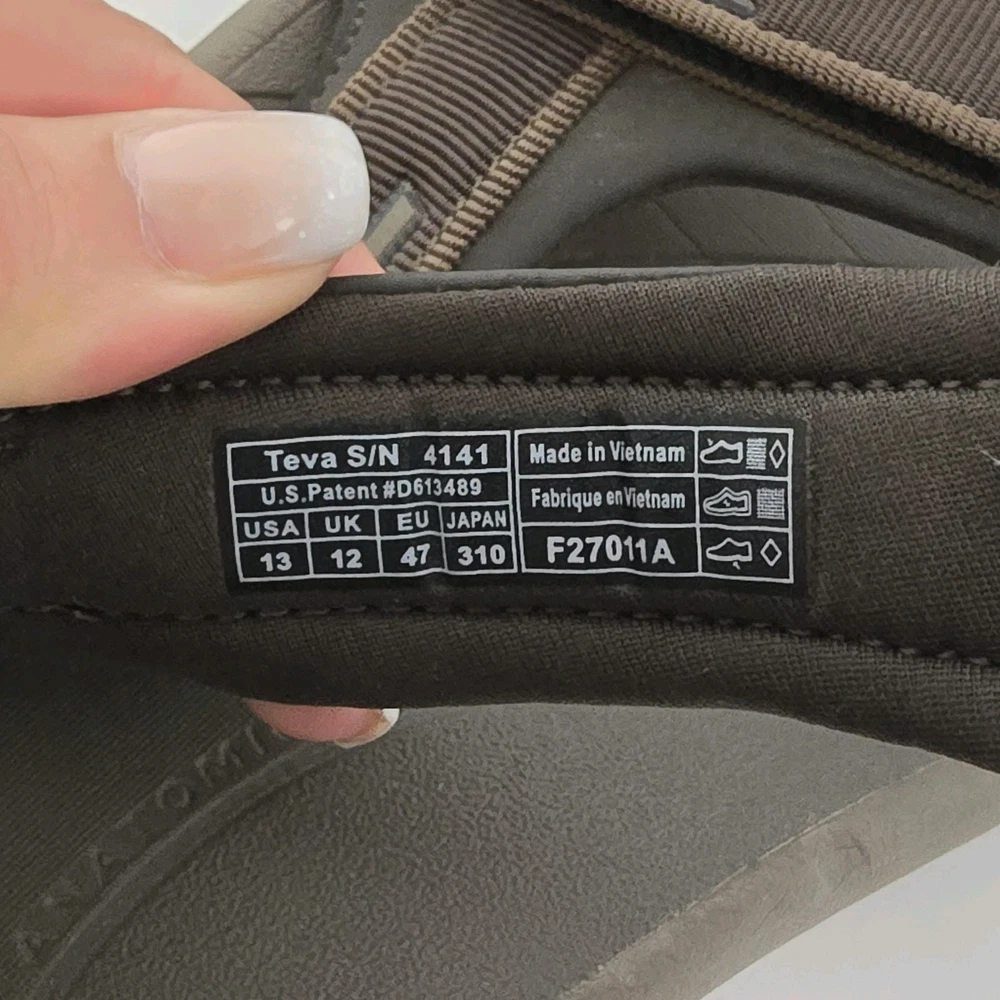 Teva S/N 4141
U.S.Patent #D613489
USA UK EU JAPAN
13 12 47 310
Made in Vietnam
Fabrique en Vietnam
F27011A